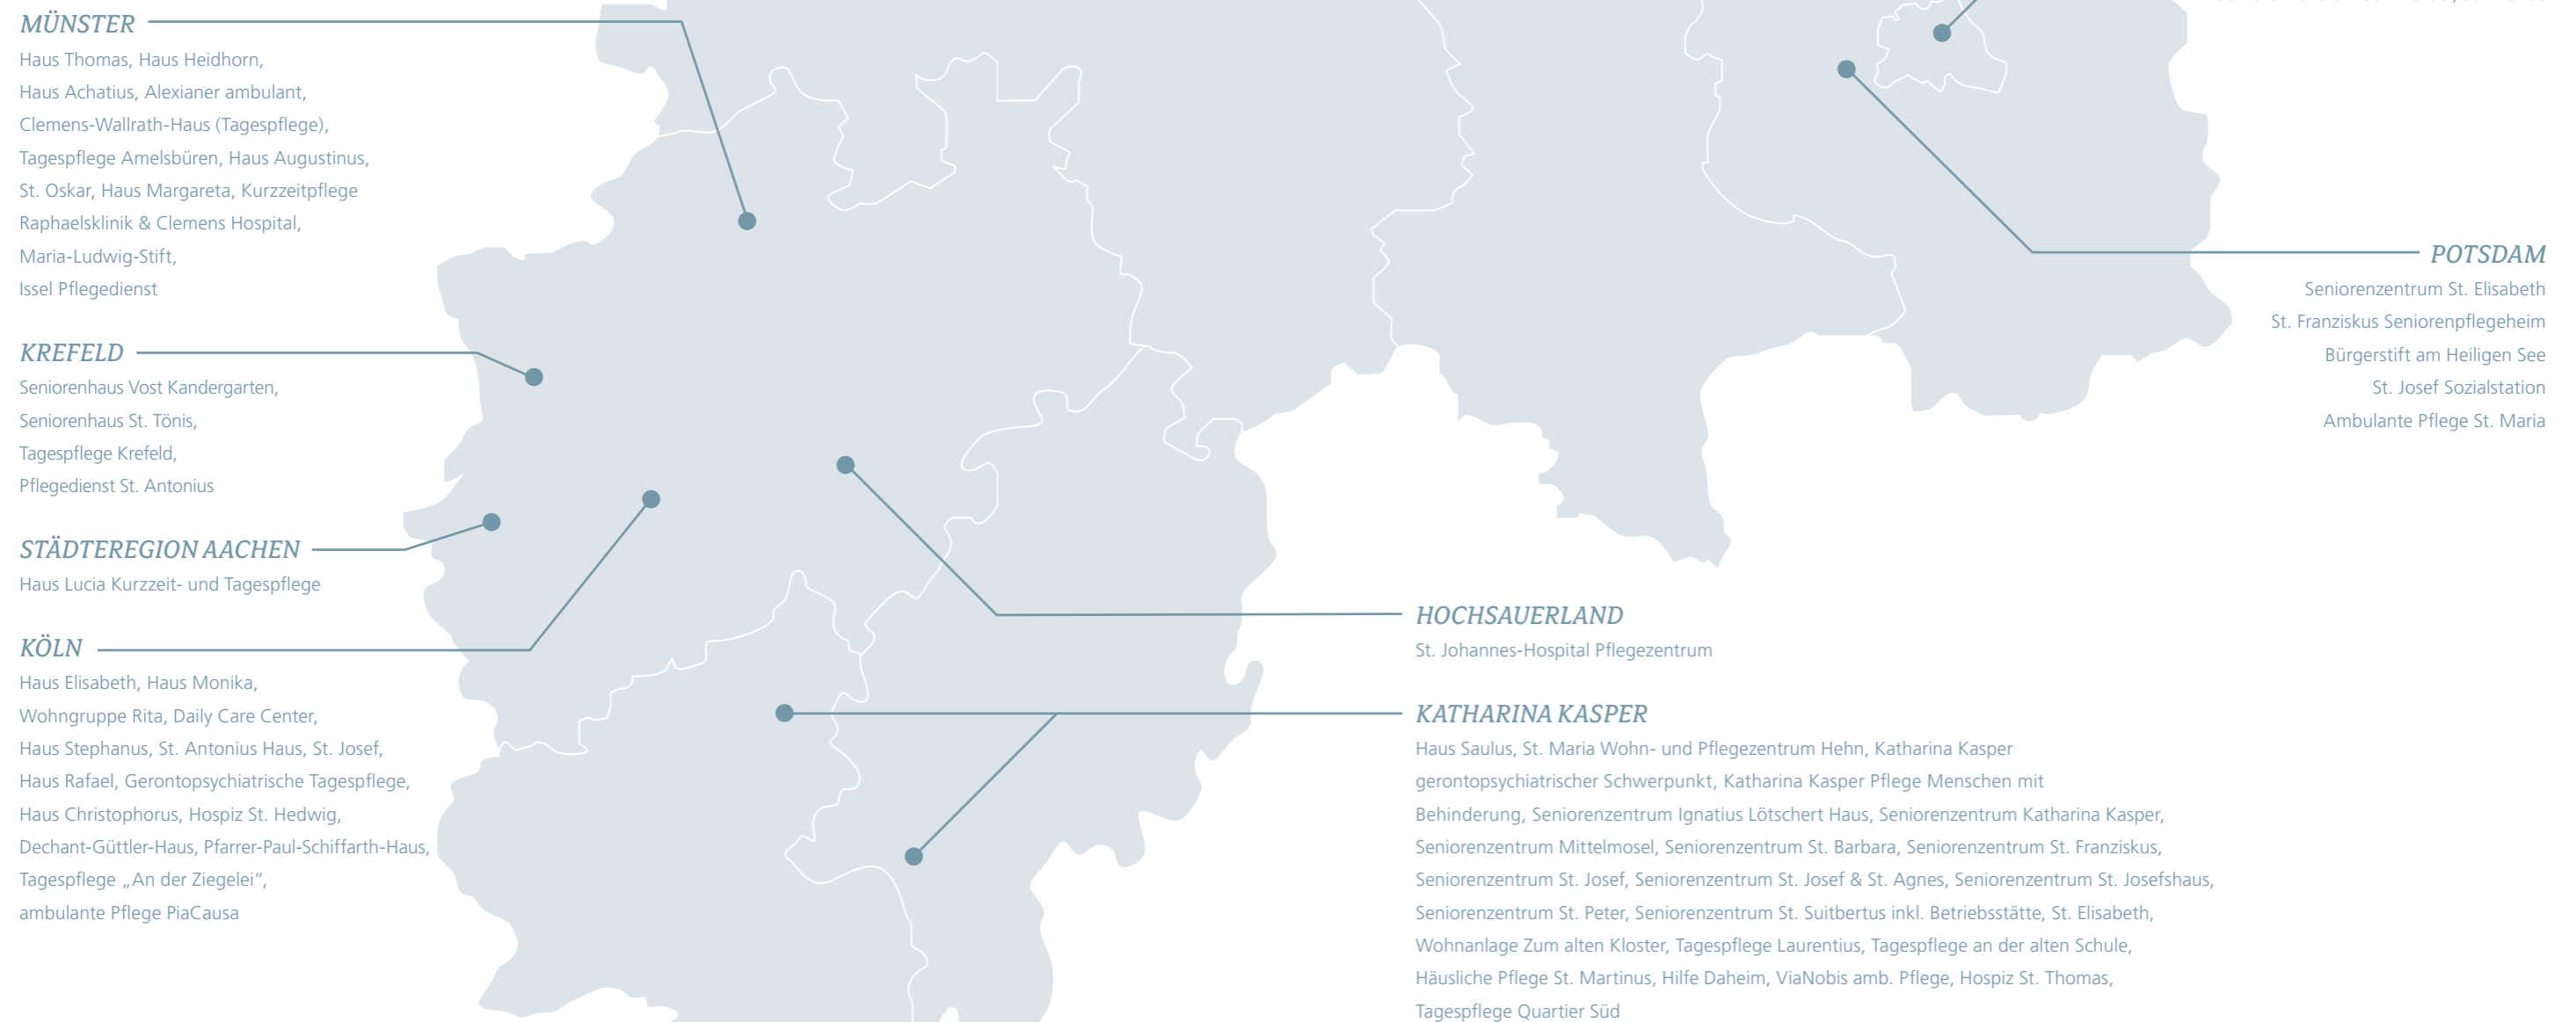 MÜNSTER
Haus Thomas, Haus Heidhorn,
Haus Achatius, Alexianer ambulant,
Clemens-Wallrath-Haus (Tagespflege),
Tagespflege Amelsbüren, Haus Augustinus,
St. Oskar, Haus Margareta, Kurzzeitpflege
Raphaelsklinik & Clemens Hospital,
Maria-Ludwig-Stift,
Issel Pflegedienst
KREFELD
Seniorenhaus Vost Kandergarten,
Seniorenhaus St. Tönis,
Tagespflege Krefeld,
Pflegedienst St. Antonius
STÄDTEREGION AACHEN
Haus Lucia Kurzzeit- und Tagespflege
KÖLN
Haus Elisabeth, Haus Monika,
Wohngruppe Rita, Daily Care Center,
Haus Stephanus, St. Antonius Haus, St. Josef,
Haus Rafael, Gerontopsychiatrische Tagespflege,
Haus Christophorus, Hospiz St. Hedwig,
Dechant-Güttler-Haus, Pfarrer-Paul-Schiffarth-Haus,
Tagespflege „An der Ziegelei“,
ambulante Pflege PiaCausa
POTSDAM
Seniorenzentrum St. Elisabeth
St. Franziskus Seniorenpflegeheim
Bürgerstift am Heiligen See
St. Josef Sozialstation
Ambulante Pflege St. Maria
HOCHSAUERLAND
St. Johannes-Hospital Pflegezentrum
KATHARINA KASPER
Haus Saulus, St. Maria Wohn- und Pflegezentrum Hehn, Katharina Kasper
gerontopsychiatrischer Schwerpunkt, Katharina Kasper Pflege Menschen mit
Behinderung, Seniorenzentrum Ignatius Lötschert Haus, Seniorenzentrum Katharina Kasper,
Seniorenzentrum Mittelmosel, Seniorenzentrum St. Barbara, Seniorenzentrum St. Franziskus,
Seniorenzentrum St. Josef, Seniorenzentrum St. Josef & St. Agnes, Seniorenzentrum St. Josefshaus,
Seniorenzentrum St. Peter, Seniorenzentrum St. Suitbertus inkl. Betriebsstätte, St. Elisabeth,
Wohnanlage Zum alten Kloster, Tagespflege Laurentius, Tagespflege an der alten Schule,
Häusliche Pflege St. Martinus, Hilfe Daheim, ViaNobis amb. Pflege, Hospiz St. Thomas,
Tagespflege Quartier Süd